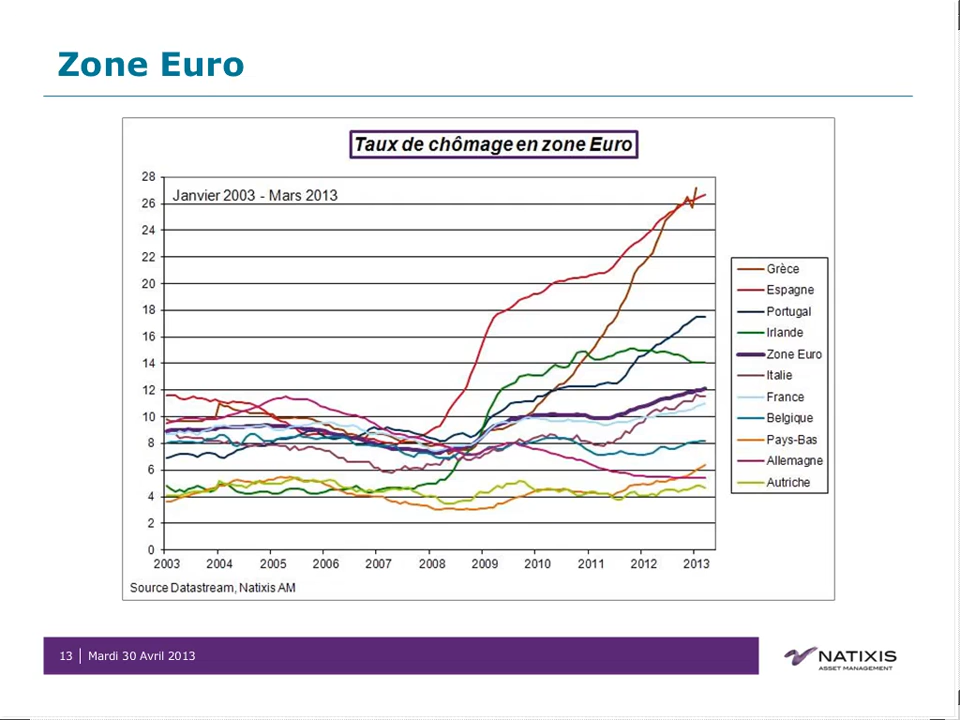 Zone Euro
Taux de chômage en zone Euro
Janvier 2003 - Mars 2013
28
26
24
22
20
18
16
14
12
10
8
6
4
2
0
2003 2004 2005 2006 2007 2008 2009 2010 2011 2012 2013
Grèce
Espagne
Portugal
Irlande
Zone Euro
Italie
France
Belgique
Pays-Bas
Allemagne
Autriche
Source Datastream, Natixis AM
13 Mardi 30 Avril 2013
NATIXIS
ASSET MANAGEMENT